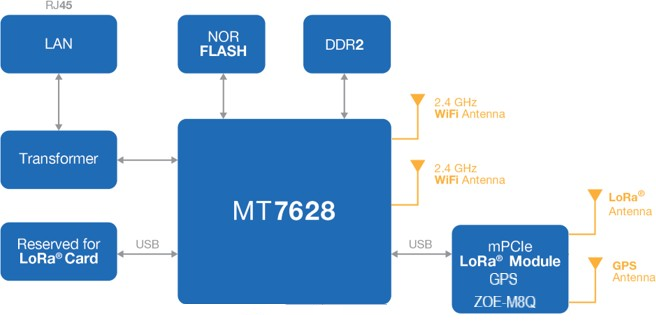 RJ45
LAN
NOR
FLASH
DDR2
2.4 GHz
WiFi Antenna
Transformer
MT7628
2.4 GHz
WiFi Antenna
LoRa®
Antenna
Reserved for
LoRa® Card
USB
USB
mPCIe
LoRa® Module
GPS
ZOE-M8Q
GPS
Antenna